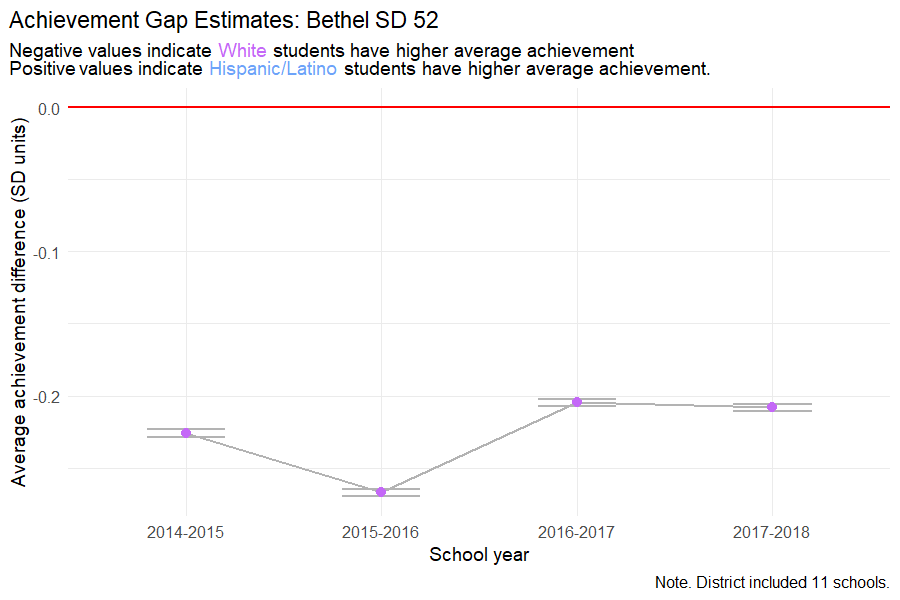 Achievement Gap Estimates: Bethel SD 52
Negative values indicate White students have higher average achievement
Positive values indicate Hispanic/Latino students have higher average achievement.
Average achievement difference (SD units)
0.0
-0.1
-0.2
2014-2015 2015-2016 2016-2017 2017-2018
School year
Note. District included 11 schools.